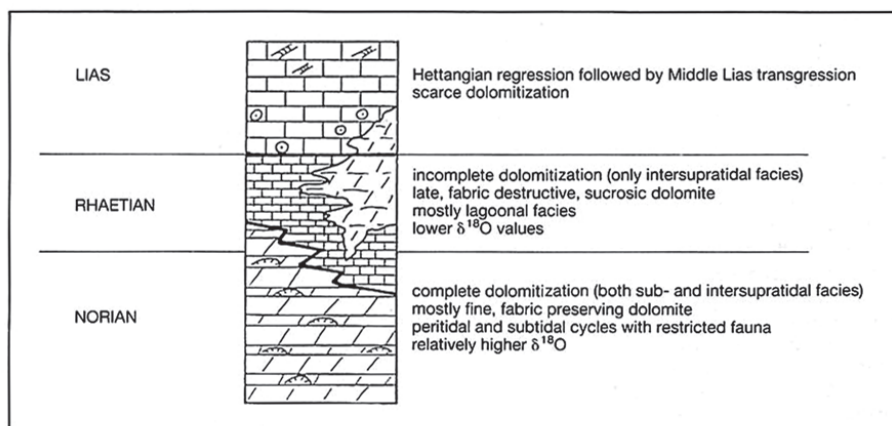 LIAS
Hettangian regression followed by Middle Lias transgression
scarce dolomitization
RHAETIAN
incomplete dolomitization (only intersupratidal facies)
late, fabric destructive, sucrosic dolomite
mostly lagoonal facies
lower δ¹⁸O values
NORIAN
complete dolomitization (both sub- and intersupratidal facies)
mostly fine, fabric preserving dolomite
peritidal and subtidal cycles with restricted fauna
relatively higher δ¹⁸O